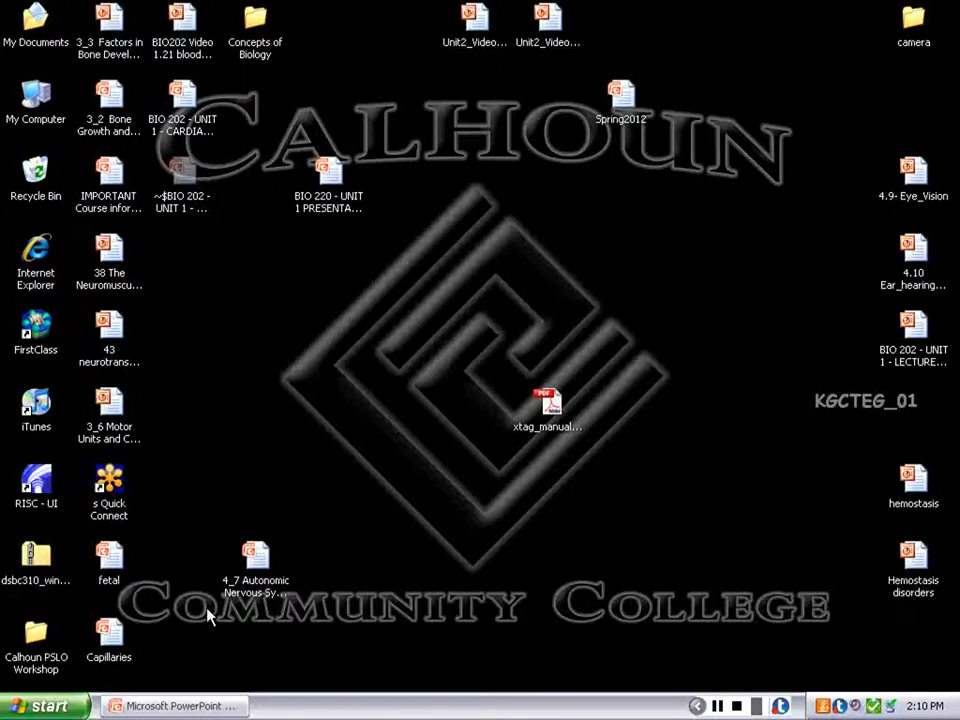 My Documents
3_3 Factors in
Bone Devel...
BIO202 Video
1.21 blood...
Concepts of
Biology
Unit2_Video...
Unit2_Video...
camera
My Computer
3_2 Bone
Growth and...
BIO 202 - UNIT
1 - CARDIA...
Spring2012
CALHOUN
Recycle Bin
IMPORTANT
Course infor...
~$BIO 202 -
UNIT 1 - ...
BIO 220 - UNIT
1 PRESENTA...
4.9- Eye_Vision
Internet
Explorer
38 The
Neuromuscu...
4.10
Ear_hearing...
FirstClass
43
neurotrans...
BIO 202 - UNIT
1 - LECTURE...
KGCTEG_01
iTunes
3_6 Motor
Units and C...
PDF
Adobe
xtag_manual...
RISC - UI
s Quick
Connect
hemostasis
dsbc310_win...
fetal
4_7 Autonomic
Nervous Sy...
Hemostasis
disorders
COMMUNITY COLLEGE
Calhoun PSLO
Workshop
Capillaries
start
Microsoft PowerPoint ...
2:10 PM